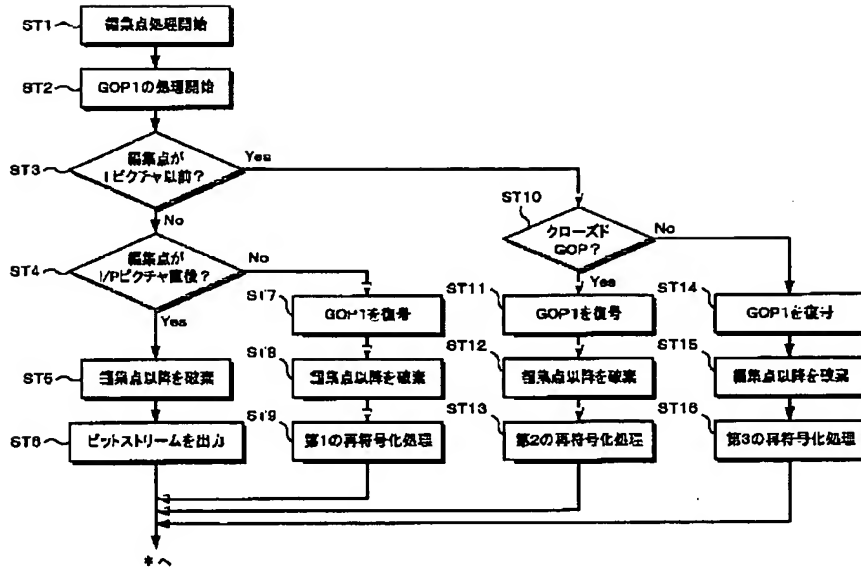 ST1
編集点処理開始
ST2
GOP1の処理開始
ST3
編集点が
Iピクチャ以前?
Yes
No
ST4
編集点が
I/Pピクチャ直後?
No
Yes
ST5
編集点以降を破棄
ST6
ビットストリームを出力
ST7
GOP1を復号
ST8
編集点以降を破棄
ST9
第1の再符号化処理
ST10
クローズド
GOP?
No
Yes
ST11
GOP1を復号
ST12
編集点以降を破棄
ST13
第2の再符号化処理
ST14
GOP1を復号
ST15
編集点以降を破棄
ST16
第3の再符号化処理
*へ